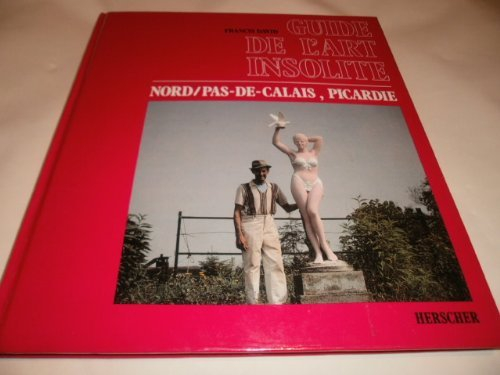 FRANCIS DAVID
GUIDE
DE L'ART
INSOLITE
NORD/PAS-DE-CALAIS, PICARDIE
HERSCHER